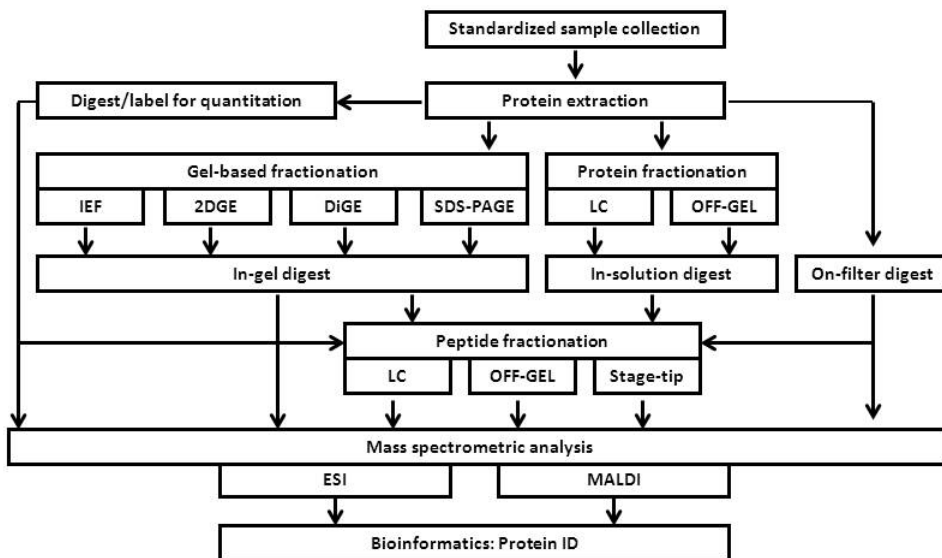 Standardized sample collection
Digest/label for quantitation
Protein extraction
Gel-based fractionation
Protein fractionation
IEF
2DGE
DiGE
SDS-PAGE
LC
OFF-GEL
In-gel digest
In-solution digest
On-filter digest
Peptide fractionation
LC
OFF-GEL
Stage-tip
Mass spectrometric analysis
ESI
MALDI
Bioinformatics: Protein ID